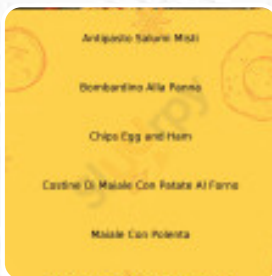 Antipasto Salumi Misti
Bombardino Alla Panna
Chips Egg and Ham
Costine Di Maiale Con Patate Al Forno
Maiale Con Polenta